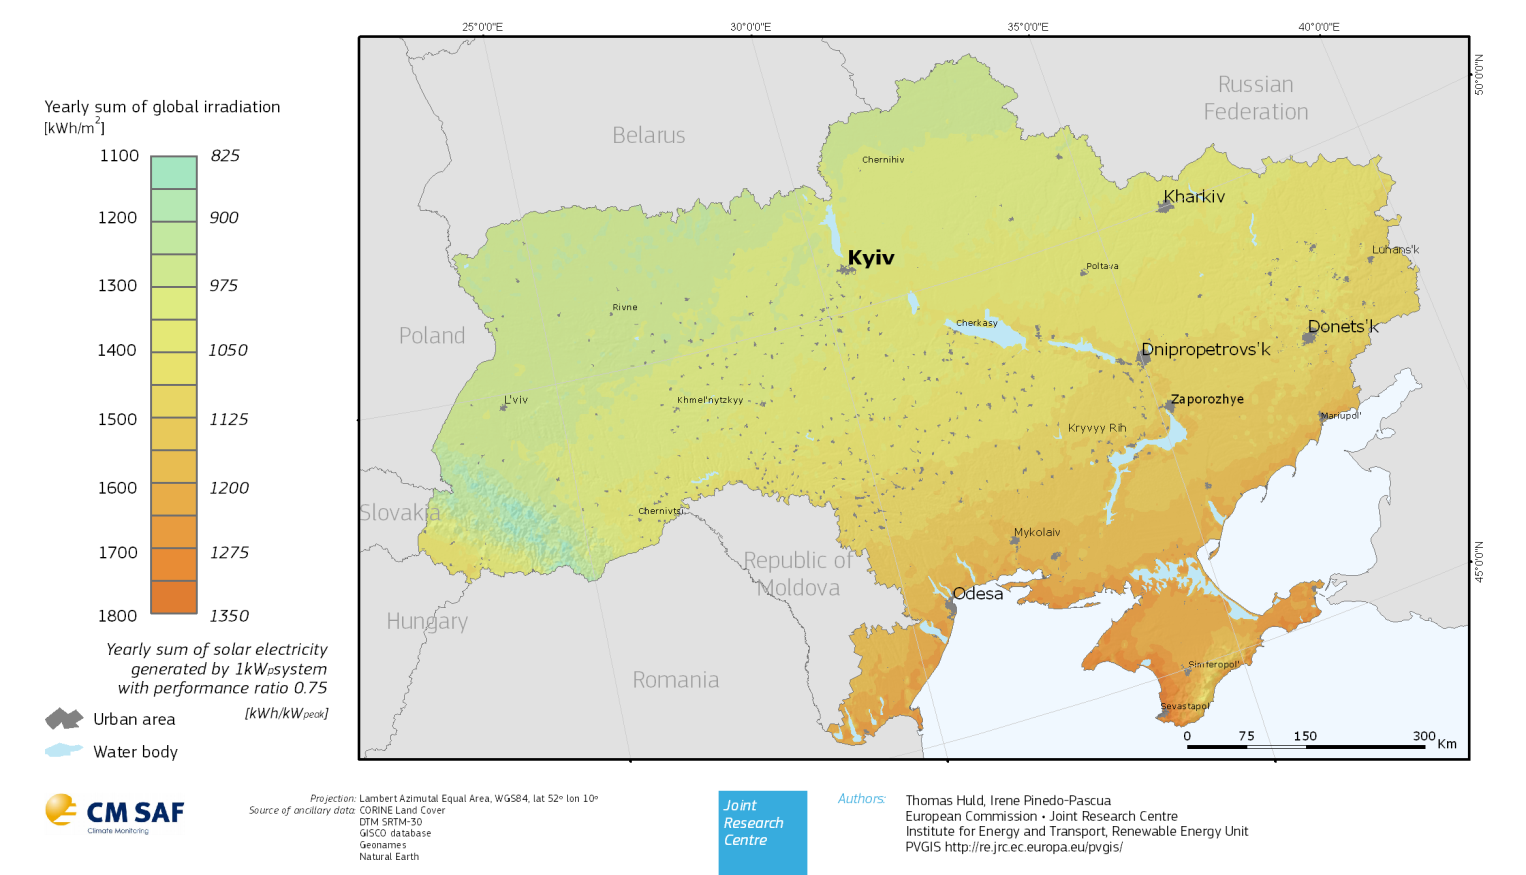 25°0'0"E
30°0'0"E
35°0'0"E
40°0'0"E
50°0'0"N
45°0'0"N
Yearly sum of global irradiation
[kWh/m2]
1100 825
1200 900
1300 975
1400 1050
1500 1125
1600 1200
1700 1275
1800 1350
Yearly sum of solar electricity
generated by 1kWp system
with performance ratio 0.75
[kWh/kWpeak]
Urban area
Water body
Belarus
Russian
Federation
Poland
Slovakia
Hungary
Romania
Republic of
Moldova
Chernihiv
Kharkiv
Kyiv
Luhans'k
Poltava
Rivne
Cherkasy
Donets'k
Dnipropetrovs'k
L'viv
Khmel'nytzkyy
Zaporozhye
Mariupol'
Kryvyy Rih
Chernivtsi
Mykolaiv
Odesa
Simferopol'
Sevastapol
0 75 150 300 Km
CM SAF
Climate Monitoring
Projection: Lambert Azimutal Equal Area, WGS84, lat 52º lon 10º
Source of ancillary data: CORINE Land Cover
DTM SRTM-30
GISCO database
Geonames
Natural Earth
Joint
Research
Centre
Authors: Thomas Huld, Irene Pinedo-Pascua
European Commission • Joint Research Centre
Institute for Energy and Transport, Renewable Energy Unit
PVGIS http://re.jrc.ec.europa.eu/pvgis/